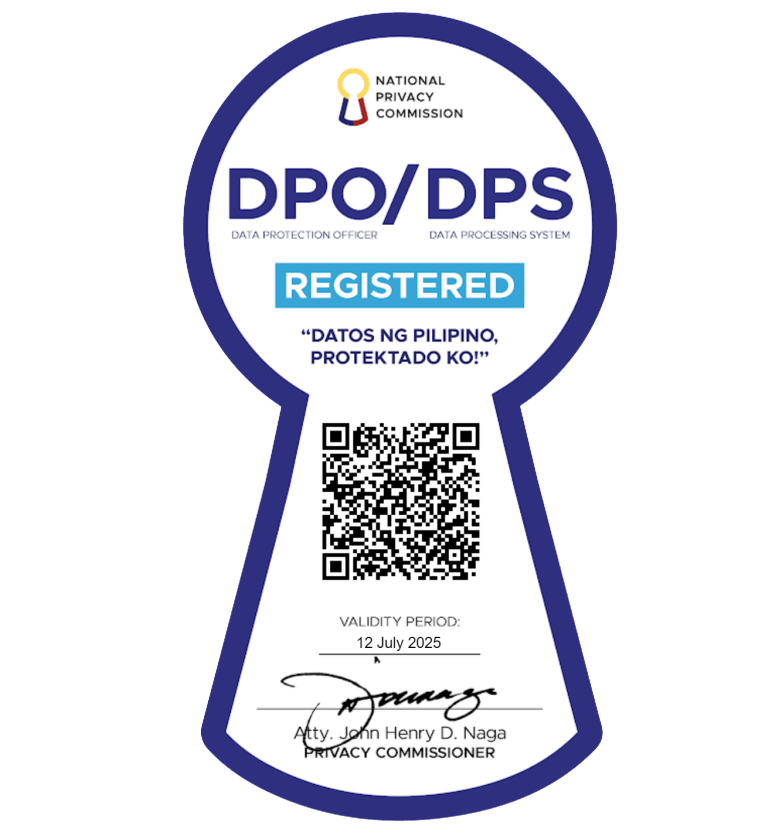 NATIONAL
PRIVACY
COMMISSION
DPO/DPS
DATA PROTECTION OFFICER DATA PROCESSING SYSTEM
REGISTERED
“DATOS NG PILIPINO,
PROTEKTADO KO!”
VALIDITY PERIOD:
12 July 2025
Atty. John Henry D. Naga
PRIVACY COMMISSIONER